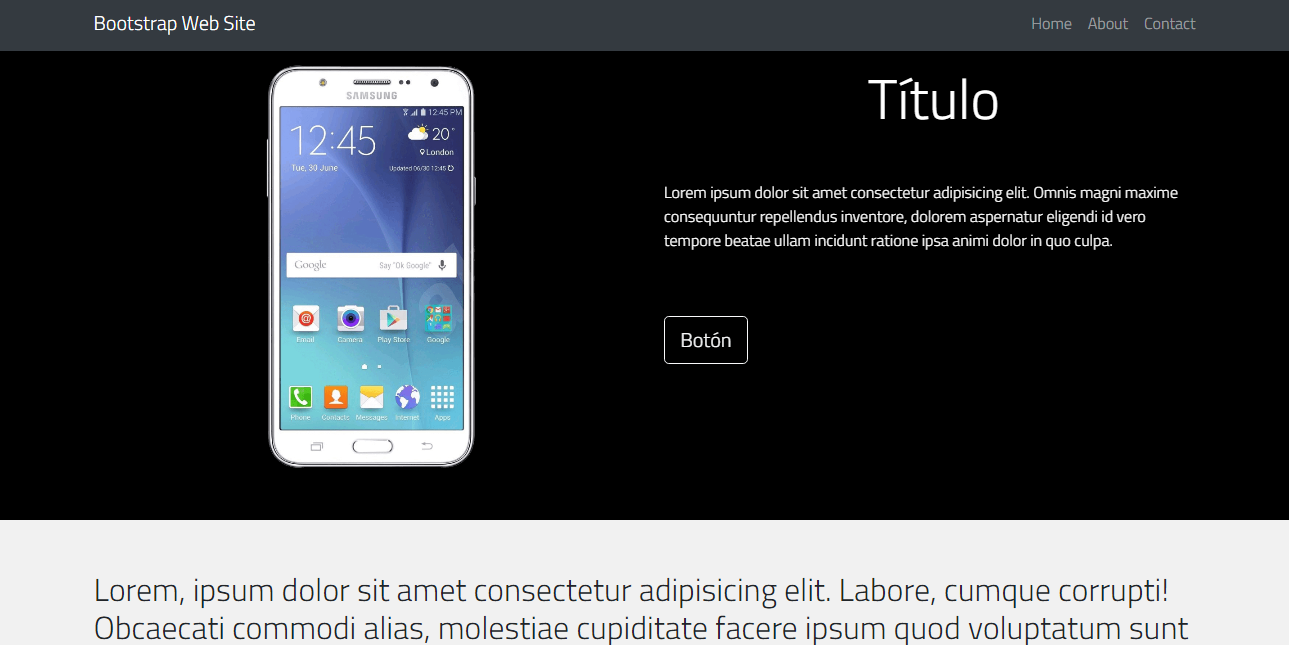 Bootstrap Web Site
Home About Contact
SAMSUNG
12:45 PM
12:45
20°
London
Tue, 30 June
Updated 06/30 12:45
Google
Say "Ok Google"
Email Camera Play Store Google
Phone Contacts Messages Internet Apps
Título
Lorem ipsum dolor sit amet consectetur adipisicing elit. Omnis magni maxime
consequuntur repellendus inventore, dolorem aspernatur eligendi id vero
tempore beatae ullam incidunt ratione ipsa animi dolor in quo culpa.
Botón
Lorem, ipsum dolor sit amet consectetur adipisicing elit. Labore, cumque corrupti!
Obcaecati commodi alias, molestiae cupiditate facere ipsum quod voluptatum sunt